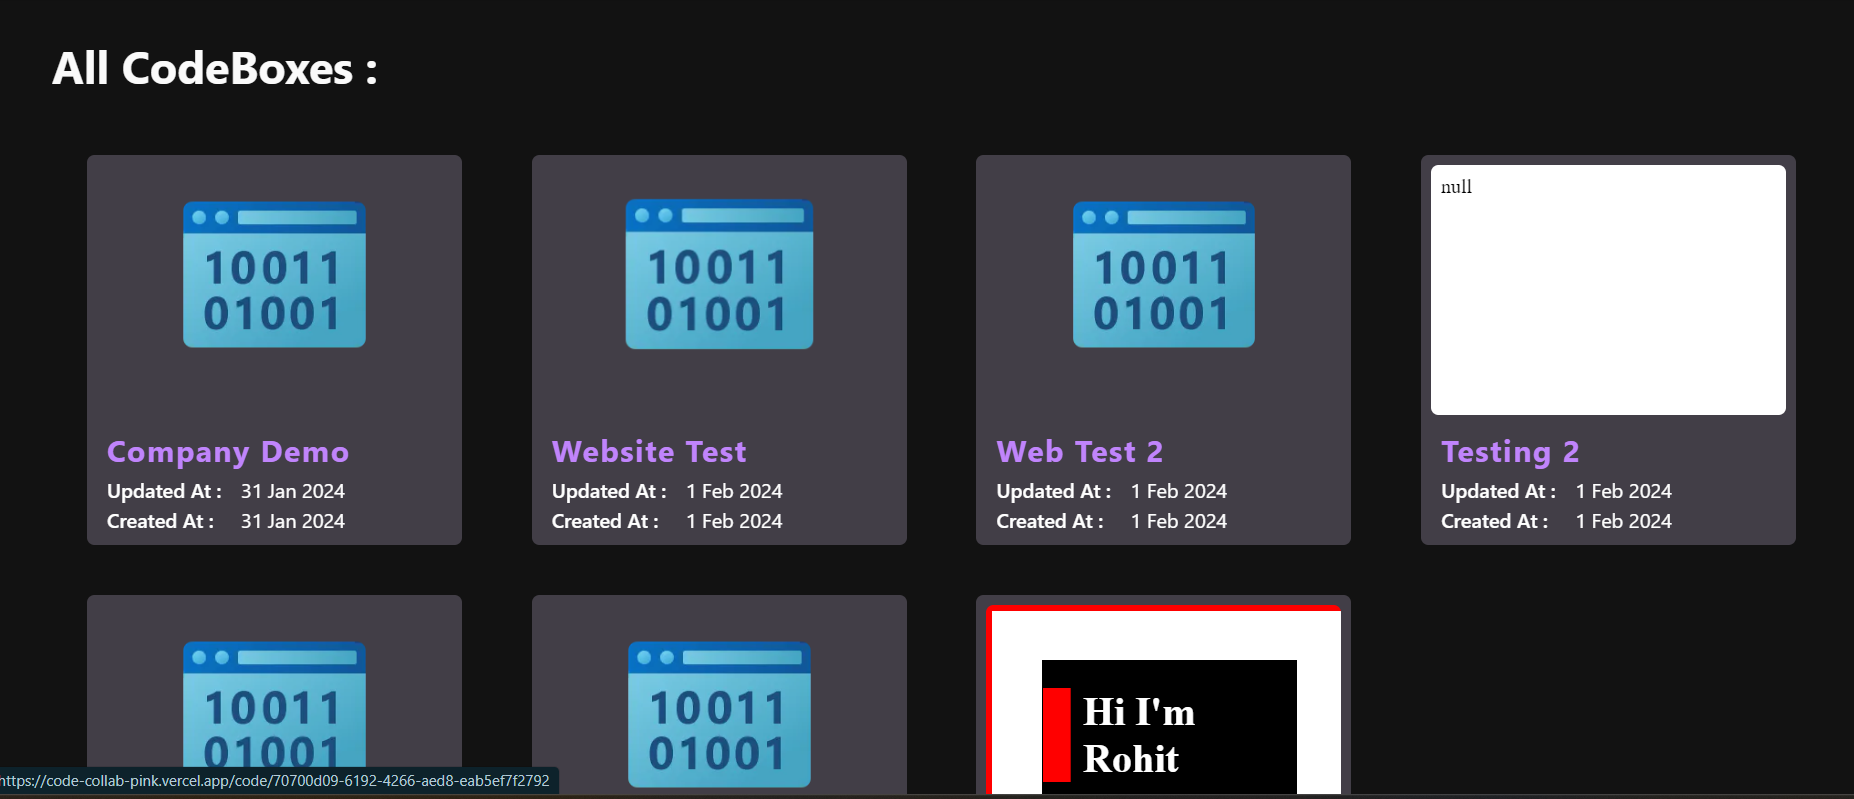 All CodeBoxes :
10011
01001
10011
01001
10011
01001
null
Company Demo
Updated At : 31 Jan 2024
Created At : 31 Jan 2024
Website Test
Updated At : 1 Feb 2024
Created At : 1 Feb 2024
Web Test 2
Updated At : 1 Feb 2024
Created At : 1 Feb 2024
Testing 2
Updated At : 1 Feb 2024
Created At : 1 Feb 2024
10011
01001
10011
01001
Hi I'm
Rohit
https://code-collab-pink.vercel.app/code/70700d09-6192-4266-aed8-eab5ef7f2792